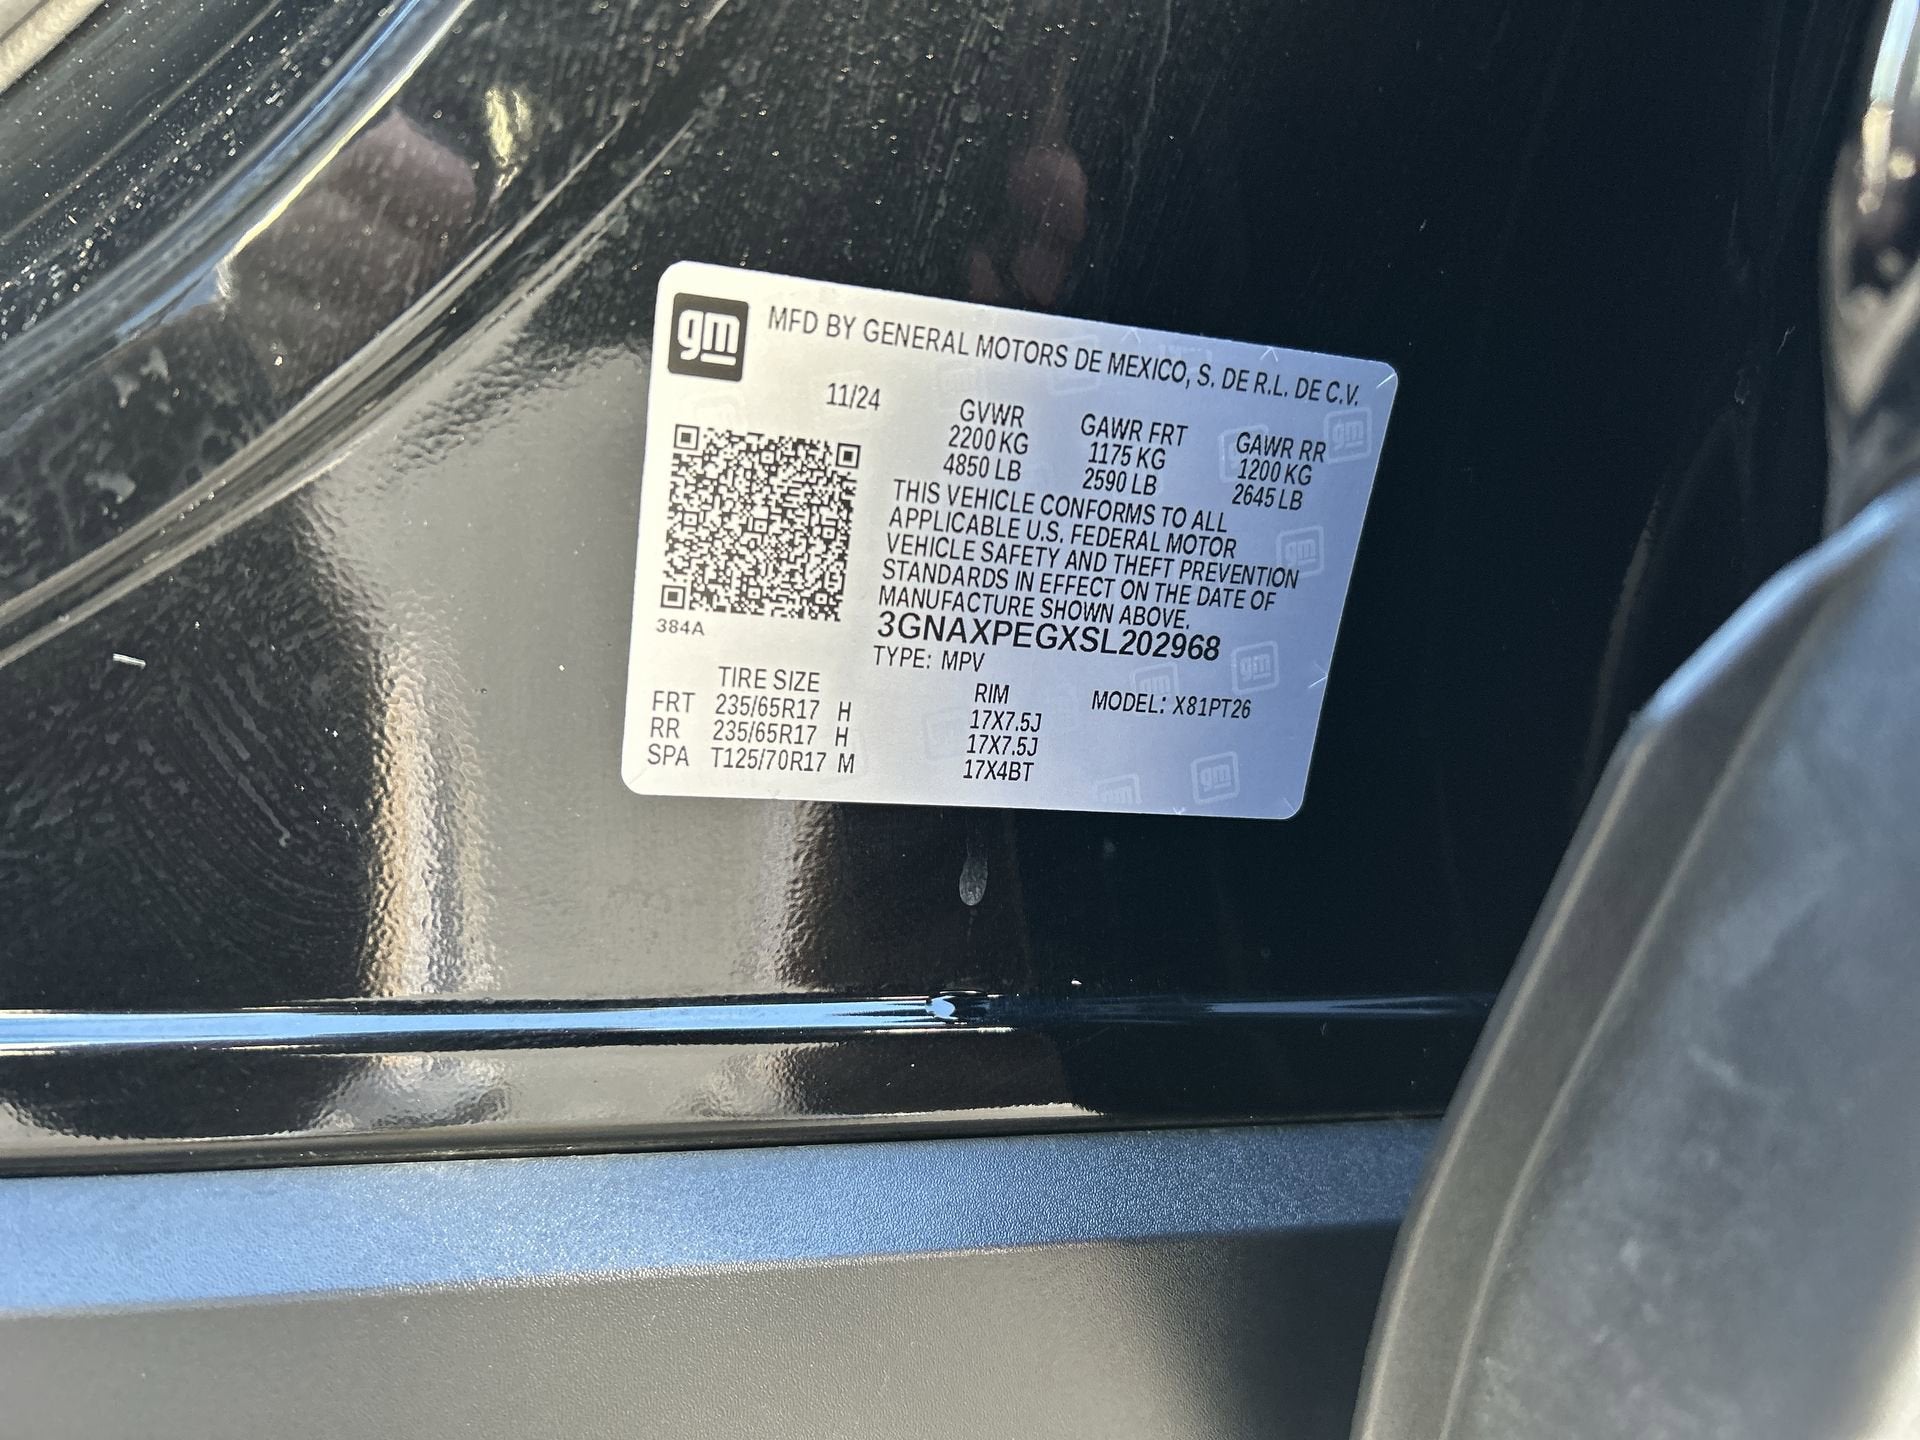 gm MFD BY GENERAL MOTORS DE MEXICO, S. DE R.L. DE C.V.
11/24
GVWR GAWR FRT GAWR RR
2200 KG 1175 KG 1200 KG
4850 LB 2590 LB 2645 LB
THIS VEHICLE CONFORMS TO ALL
APPLICABLE U.S. FEDERAL MOTOR
VEHICLE SAFETY AND THEFT PREVENTION
STANDARDS IN EFFECT ON THE DATE OF
MANUFACTURE SHOWN ABOVE.
384A
3GNAXPEGXSL202968
TYPE: MPV
TIRE SIZE RIM MODEL: X81PT26
FRT 235/65R17 H 17X7.5J
RR 235/65R17 H 17X7.5J
SPA T125/70R17 M 17X4BT